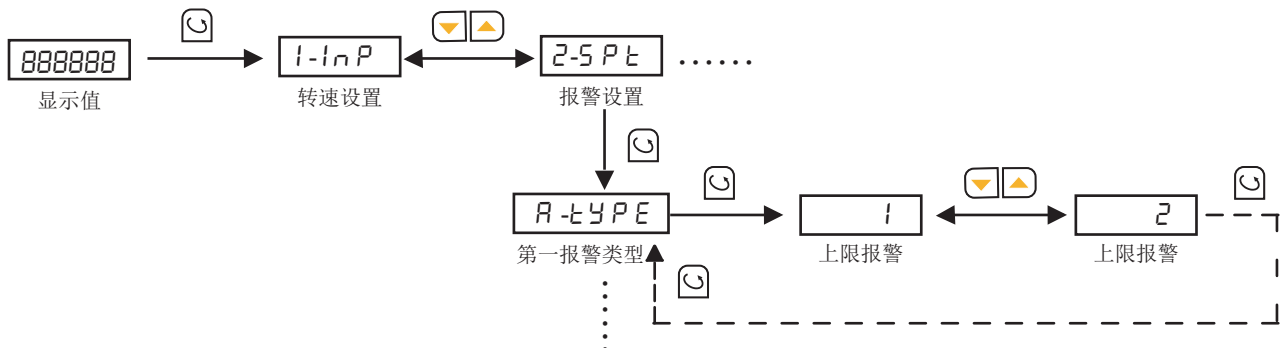 888888
1-InP
2-SPt
......
显示值
转速设置
报警设置
A-tYPE
1
2
第一报警类型
上限报警
上限报警